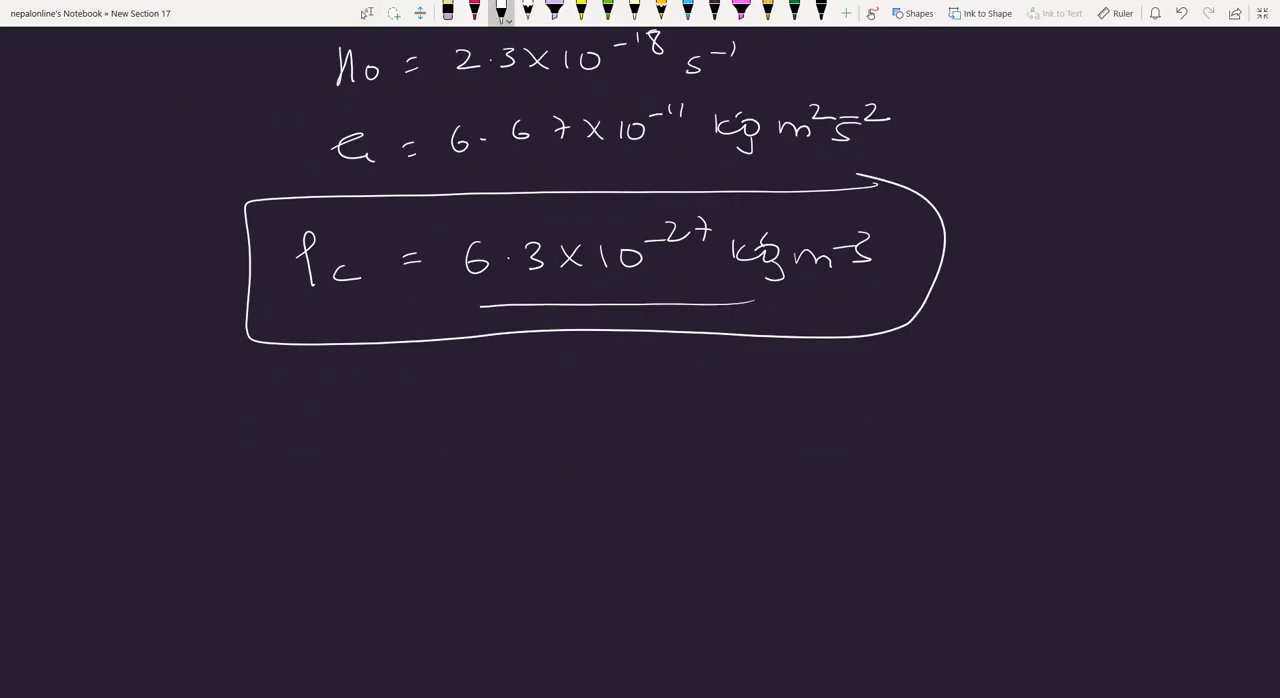 nepalonline's Notebook » New Section 17
Shapes Ink to Shape Ink to Text Ruler
H₀ = 2.3 × 10⁻¹⁸ s⁻¹
G = 6.67 × 10⁻¹¹ kg m² s⁻²
ρc = 6.3 × 10⁻²⁷ kg m⁻³